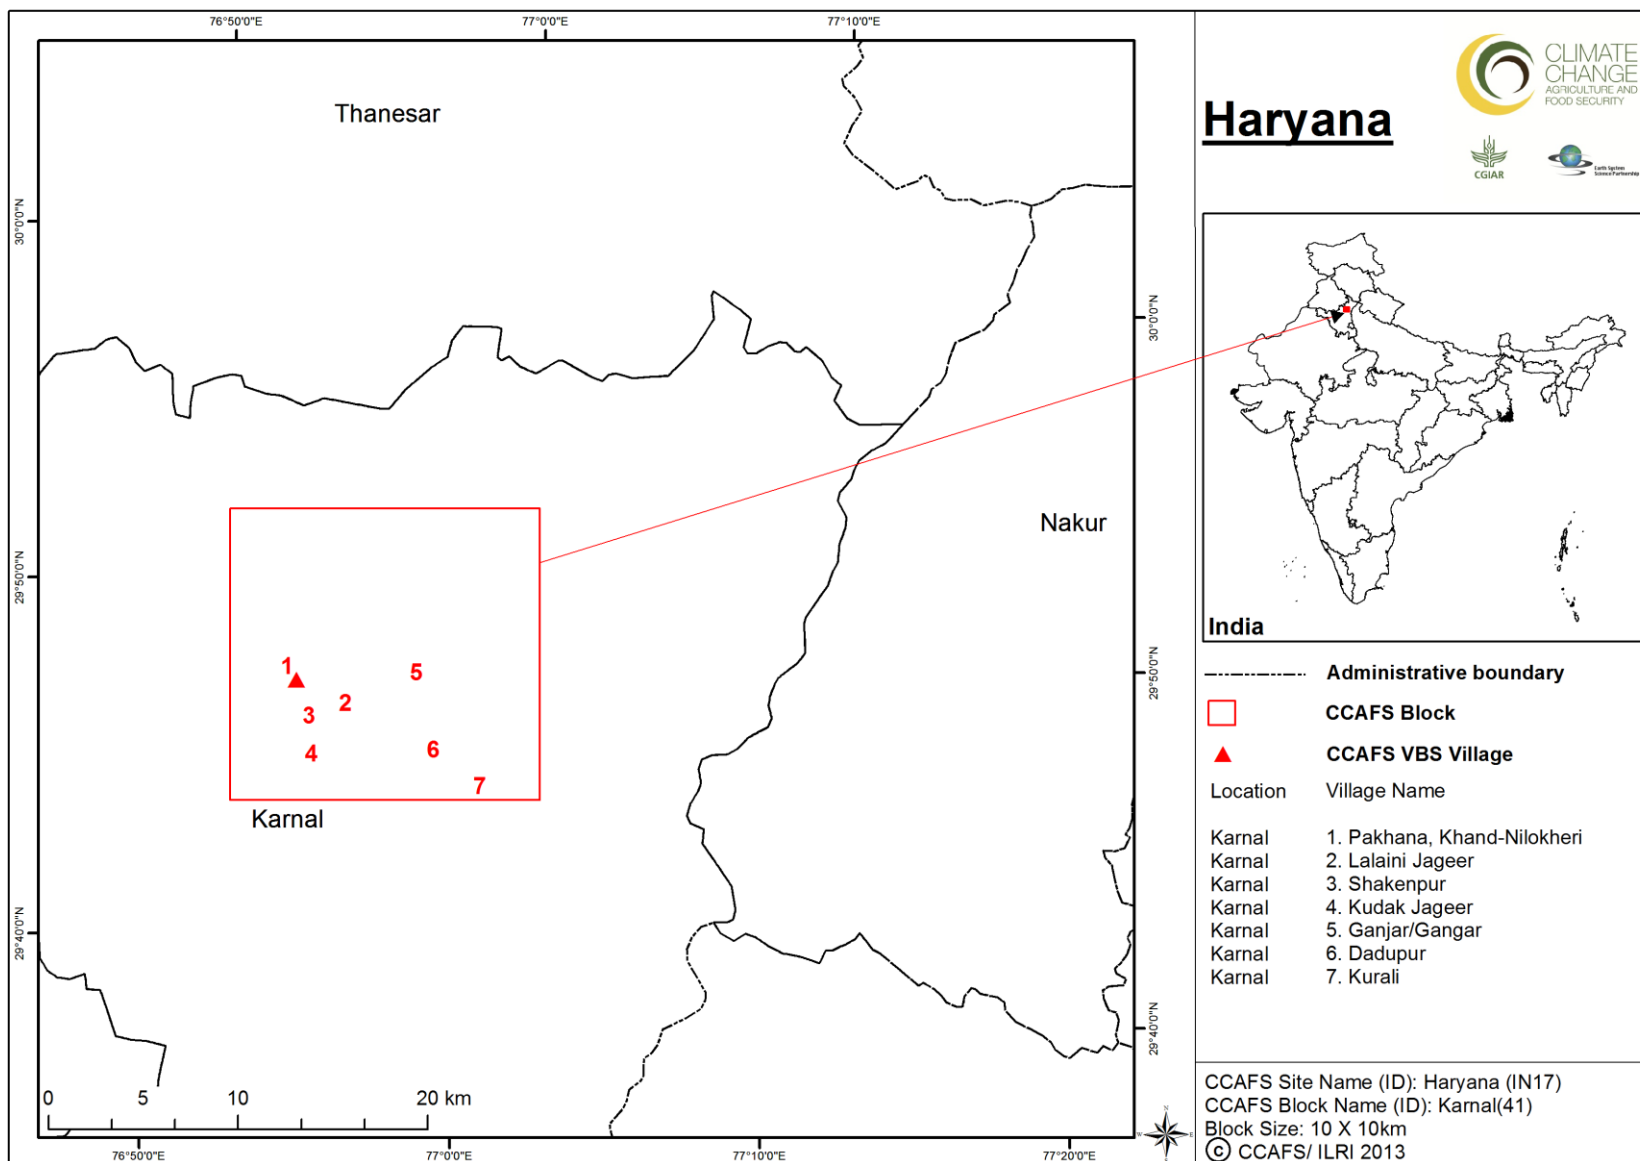 76°50'0"E 77°0'0"E 77°10'0"E
Thanesar
Nakur
Karnal
1
5
2
3
4
6
7
30°0'0"N
29°50'0"N
29°40'0"N
30°0'0"N
29°50'0"N
29°40'0"N
0 5 10 20 km
76°50'0"E 77°0'0"E 77°10'0"E 77°20'0"E
N
W E
S
Haryana
CLIMATE
CHANGE
AGRICULTURE AND
FOOD SECURITY
CGIAR
Earth System
Science Partnership
India
Administrative boundary
CCAFS Block
CCAFS VBS Village
Location Village Name
Karnal 1. Pakhana, Khand-Nilokheri
Karnal 2. Lalaini Jageer
Karnal 3. Shakenpur
Karnal 4. Kudak Jageer
Karnal 5. Ganjar/Gangar
Karnal 6. Dadupur
Karnal 7. Kurali
CCAFS Site Name (ID): Haryana (IN17)
CCAFS Block Name (ID): Karnal(41)
Block Size: 10 X 10km
© CCAFS/ ILRI 2013